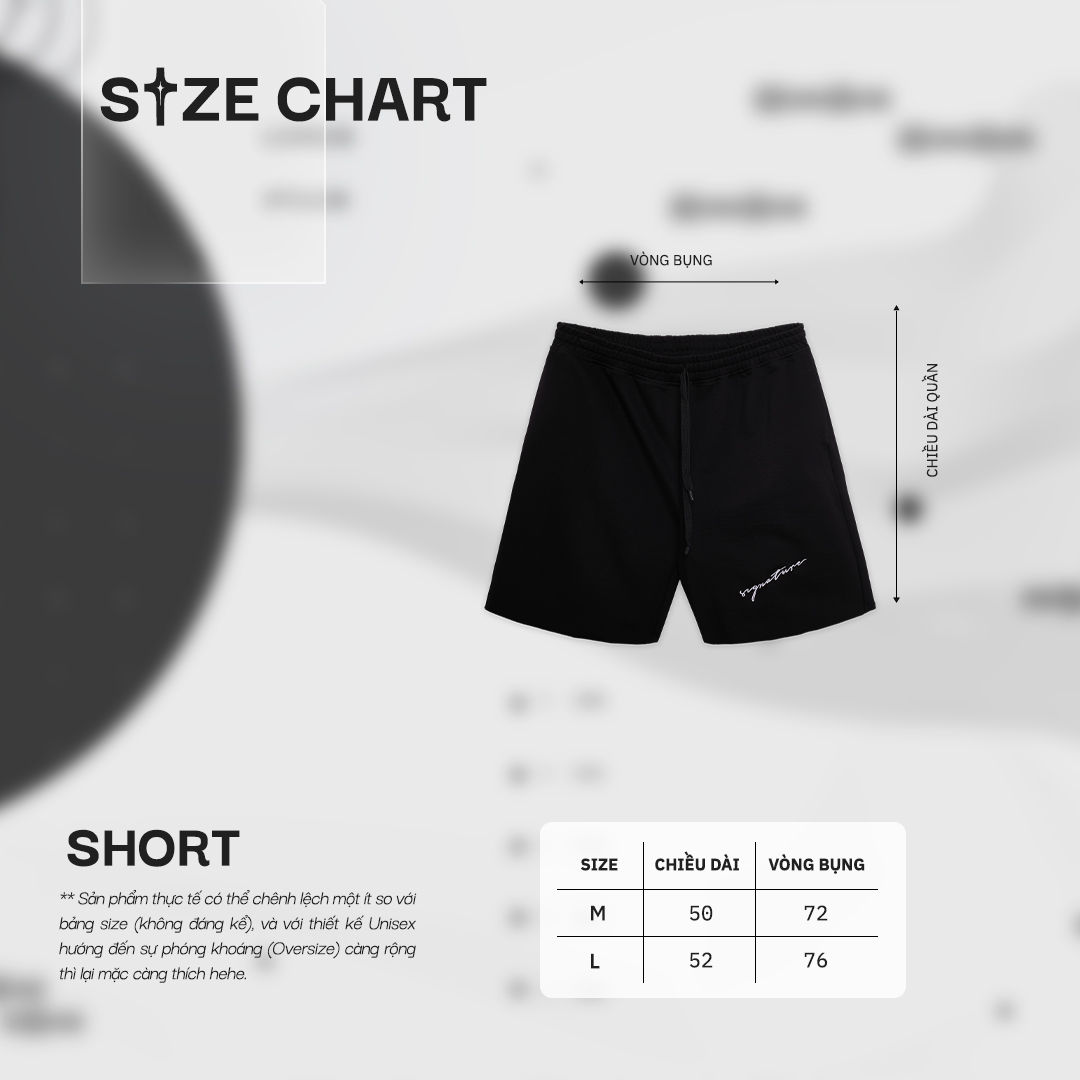 SIZE CHART
VÒNG BỤNG
CHIỀU DÀI QUẦN
signature
SHORT
** Sản phẩm thực tế có thể chênh lệch một ít so với
bảng size (không đáng kể), và với thiết kế Unisex
hướng đến sự phóng khoáng (Oversize) càng rộng
thì lại mặc càng thích hehe.
SIZE CHIỀU DÀI VÒNG BỤNG
M 50 72
L 52 76